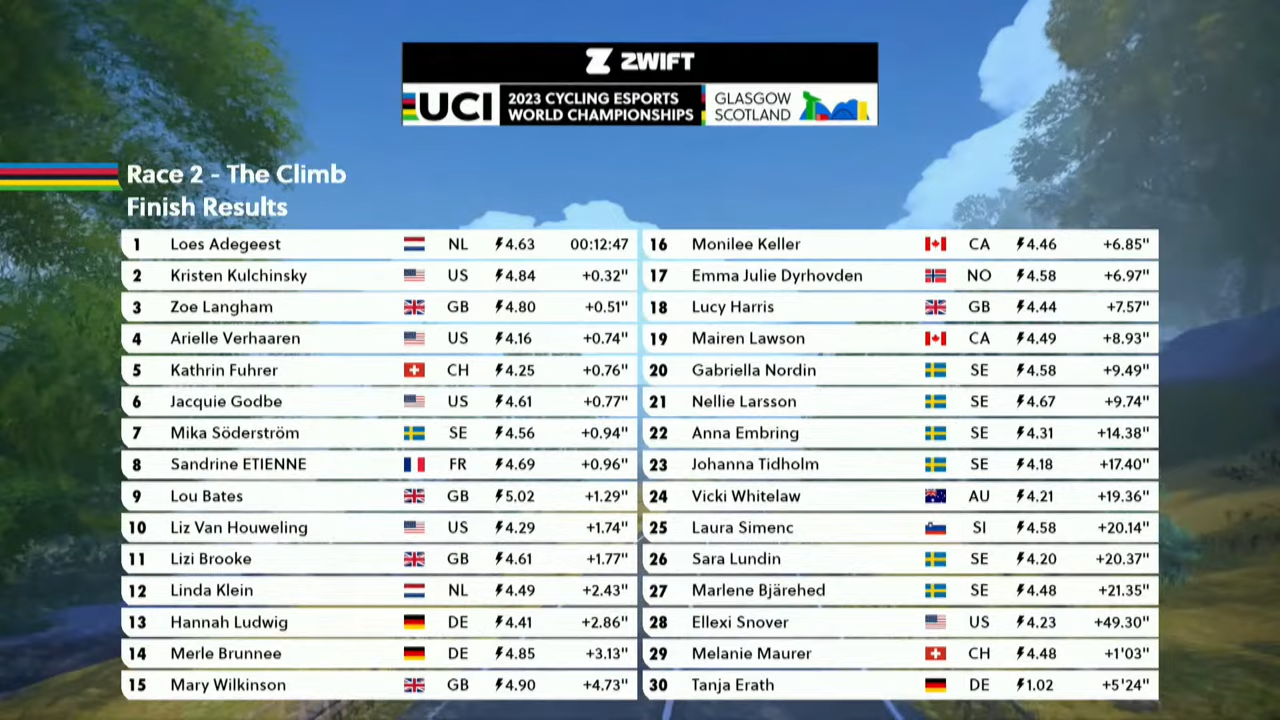 ZWIFT
UCI 2023 CYCLING ESPORTS WORLD CHAMPIONSHIPS GLASGOW SCOTLAND
Race 2 - The Climb
Finish Results
1 Loes Adegeest NL 4.63 00:12:47
2 Kristen Kulchinsky US 4.84 +0.32"
3 Zoe Langham GB 4.80 +0.51"
4 Arielle Verhaaren US 4.16 +0.74"
5 Kathrin Fuhrer CH 4.25 +0.76"
6 Jacquie Godbe US 4.61 +0.77"
7 Mika Söderström SE 4.56 +0.94"
8 Sandrine ETIENNE FR 4.69 +0.96"
9 Lou Bates GB 5.02 +1.29"
10 Liz Van Houweling US 4.29 +1.74"
11 Lizi Brooke GB 4.61 +1.77"
12 Linda Klein NL 4.49 +2.43"
13 Hannah Ludwig DE 4.41 +2.86"
14 Merle Brunnee DE 4.85 +3.13"
15 Mary Wilkinson GB 4.90 +4.73"
16 Monilee Keller CA 4.46 +6.85"
17 Emma Julie Dyrhovden NO 4.58 +6.97"
18 Lucy Harris GB 4.44 +7.57"
19 Mairen Lawson CA 4.49 +8.93"
20 Gabriella Nordin SE 4.58 +9.49"
21 Nellie Larsson SE 4.67 +9.74"
22 Anna Embring SE 4.31 +14.38"
23 Johanna Tidholm SE 4.18 +17.40"
24 Vicki Whitelaw AU 4.21 +19.36"
25 Laura Simenc SI 4.58 +20.14"
26 Sara Lundin SE 4.20 +20.37"
27 Marlene Bjärehed SE 4.48 +21.35"
28 Ellexi Snover US 4.23 +49.30"
29 Melanie Maurer CH 4.48 +1'03"
30 Tanja Erath DE 1.02 +5'24"